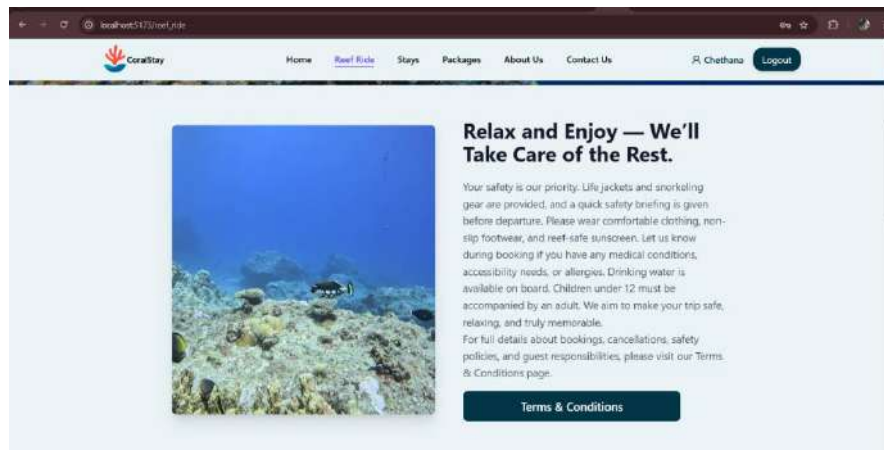 localhost:5173/reef_ride
CoralStay
Home Reef Ride Stays Packages About Us Contact Us
Chethana Logout
Relax and Enjoy — We’ll
Take Care of the Rest.
Your safety is our priority. Life jackets and snorkeling
gear are provided, and a quick safety briefing is given
before departure. Please wear comfortable clothing, non-
slip footwear, and reef-safe sunscreen. Let us know
during booking if you have any medical conditions,
accessibility needs, or allergies. Drinking water is
available on board. Children under 12 must be
accompanied by an adult. We aim to make your trip safe,
relaxing, and truly memorable.
For full details about bookings, cancellations, safety
policies, and guest responsibilities, please visit our Terms
& Conditions page.
Terms & Conditions